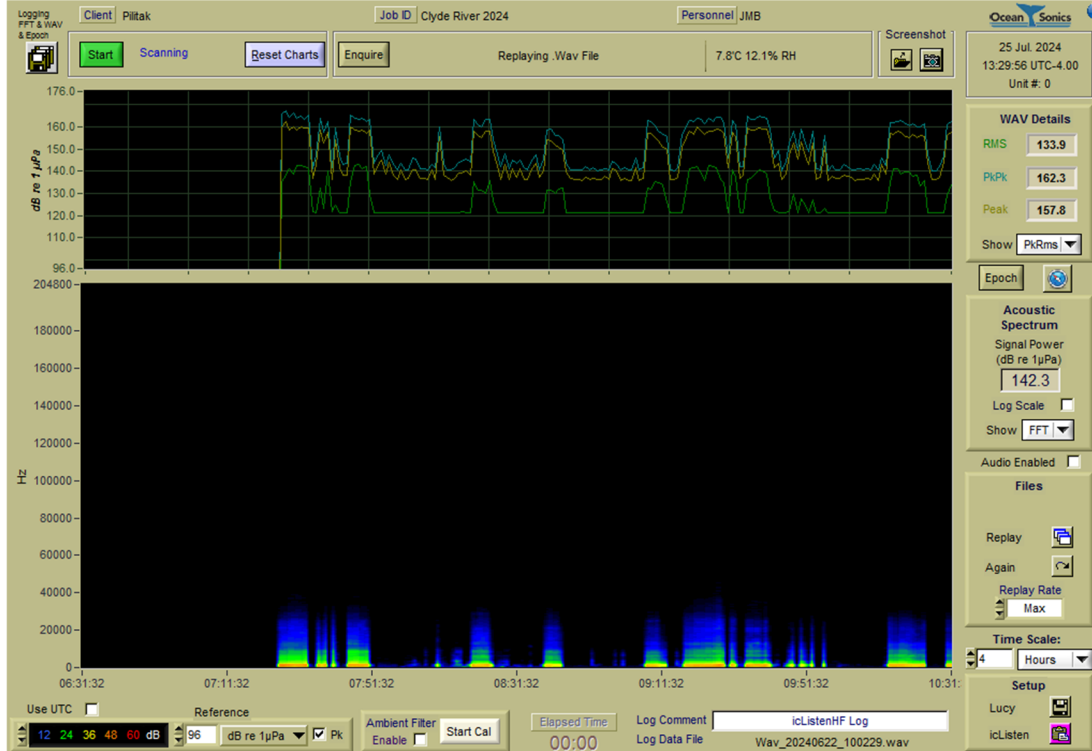 Logging
FFT & WAV
& Epoch
Client Pilitak
Job ID Clyde River 2024
Personnel JMB
Ocean Sonics
Start Scanning Reset Charts
Enquire Replaying .Wav File 7.8°C 12.1% RH
Screenshot
25 Jul. 2024
13:29:56 UTC-4.00
Unit #: 0
176.0
160.0
150.0
140.0
130.0
120.0
110.0
96.0
dB re 1 µPa
WAV Details
RMS 133.9
PkPk 162.3
Peak 157.8
Show PkRms
Epoch
204800
180000
160000
140000
120000
100000
80000
60000
40000
20000
0
Hz
06:31:32 07:11:32 07:51:32 08:31:32 09:11:32 09:51:32 10:31:
Acoustic
Spectrum
Signal Power
(dB re 1µPa)
142.3
Log Scale
Show FFT
Audio Enabled
Files
Replay
Again
Replay Rate
Max
Time Scale:
4 Hours
Setup
Lucy
icListen
Use UTC
12 24 36 48 60 dB
Reference
96 dB re 1µPa Pk
Ambient Filter
Enable Start Cal
Elapsed Time
00:00
Log Comment icListenHF Log
Log Data File Wav_20240622_100229.wav